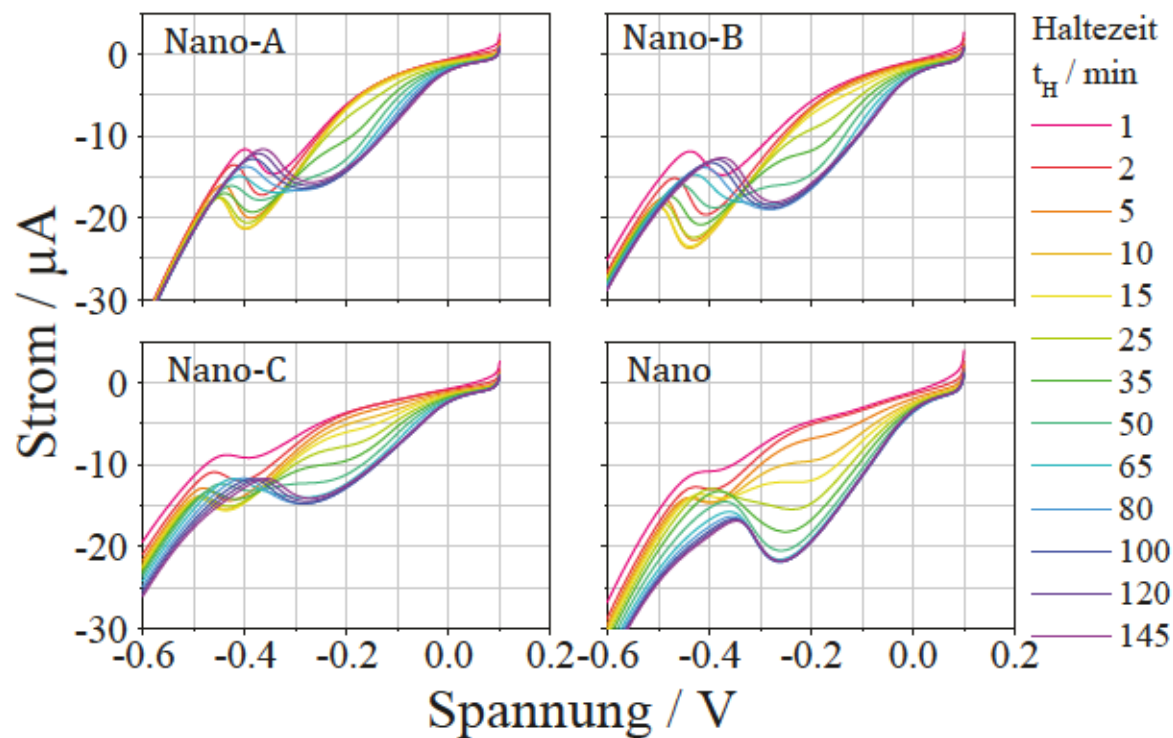 Nano-A
Nano-B
Haltezeit
t_H / min
1
2
5
10
15
25
35
50
65
80
100
120
145
0
-10
-20
-30
Nano-C
Nano
0
-10
-20
-30
Strom / µA
-0.6 -0.4 -0.2 0.0 0.2
-0.6 -0.4 -0.2 0.0 0.2
Spannung / V